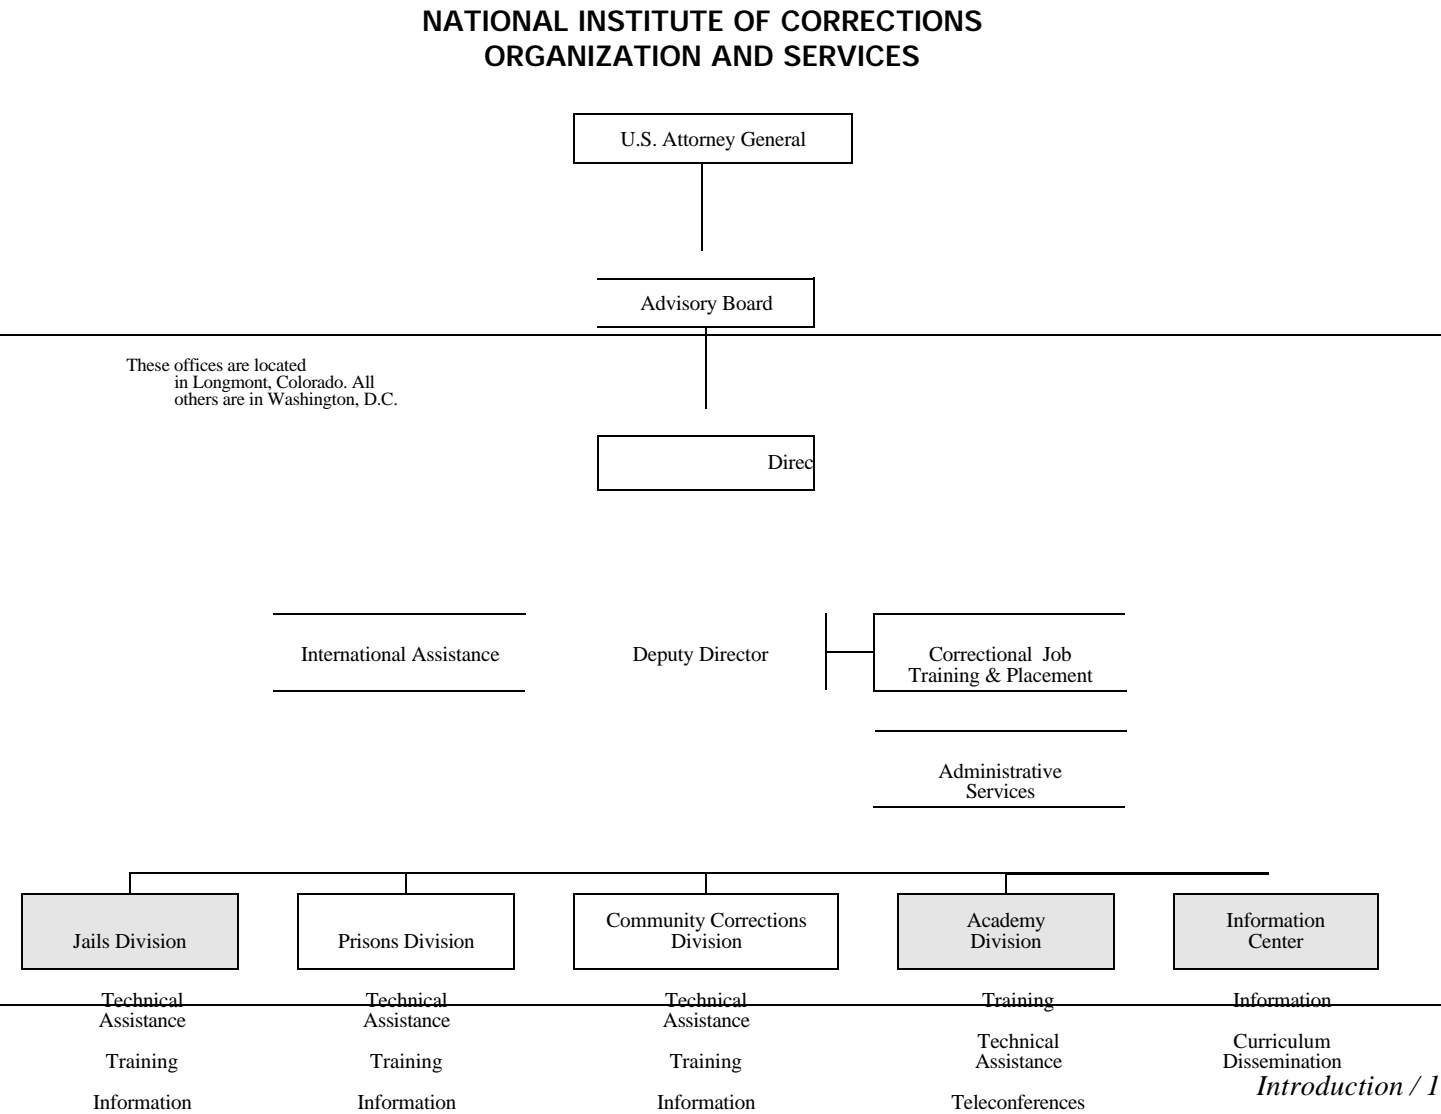 NATIONAL INSTITUTE OF CORRECTIONS
ORGANIZATION AND SERVICES
U.S. Attorney General
Advisory Board
These offices are located
in Longmont, Colorado. All
others are in Washington, D.C.
Direc
International Assistance
Deputy Director
Correctional Job
Training & Placement
Administrative
Services
Jails Division
Prisons Division
Community Corrections
Division
Academy
Division
Information
Center
Technical
Assistance
Training
Information
Technical
Assistance
Training
Information
Technical
Assistance
Training
Information
Training
Technical
Assistance
Teleconferences
Information
Curriculum
Dissemination
Introduction / 1